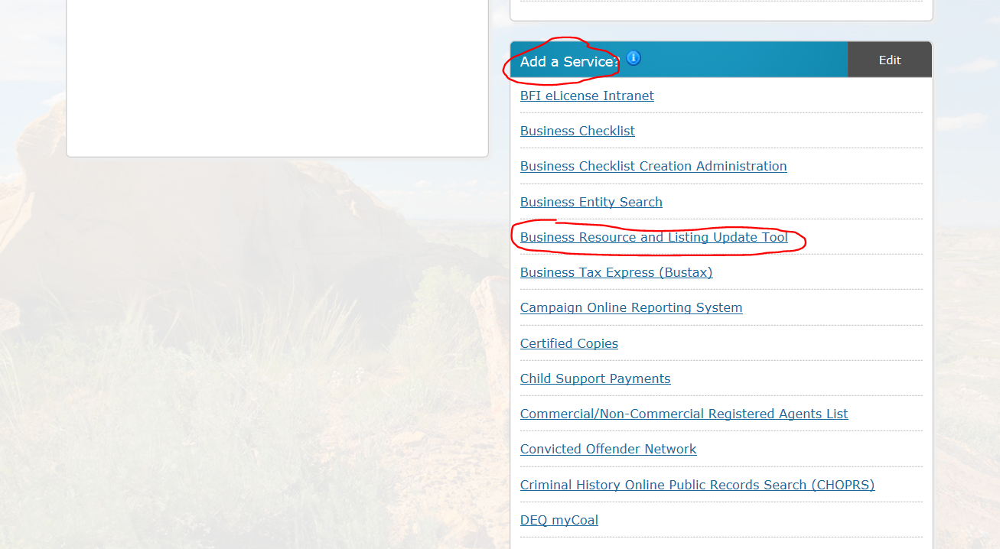 Add a Service?
Edit
BFI eLicense Intranet
Business Checklist
Business Checklist Creation Administration
Business Entity Search
Business Resource and Listing Update Tool
Business Tax Express (Bustax)
Campaign Online Reporting System
Certified Copies
Child Support Payments
Commercial/Non-Commercial Registered Agents List
Convicted Offender Network
Criminal History Online Public Records Search (CHOPRS)
DEQ myCoal